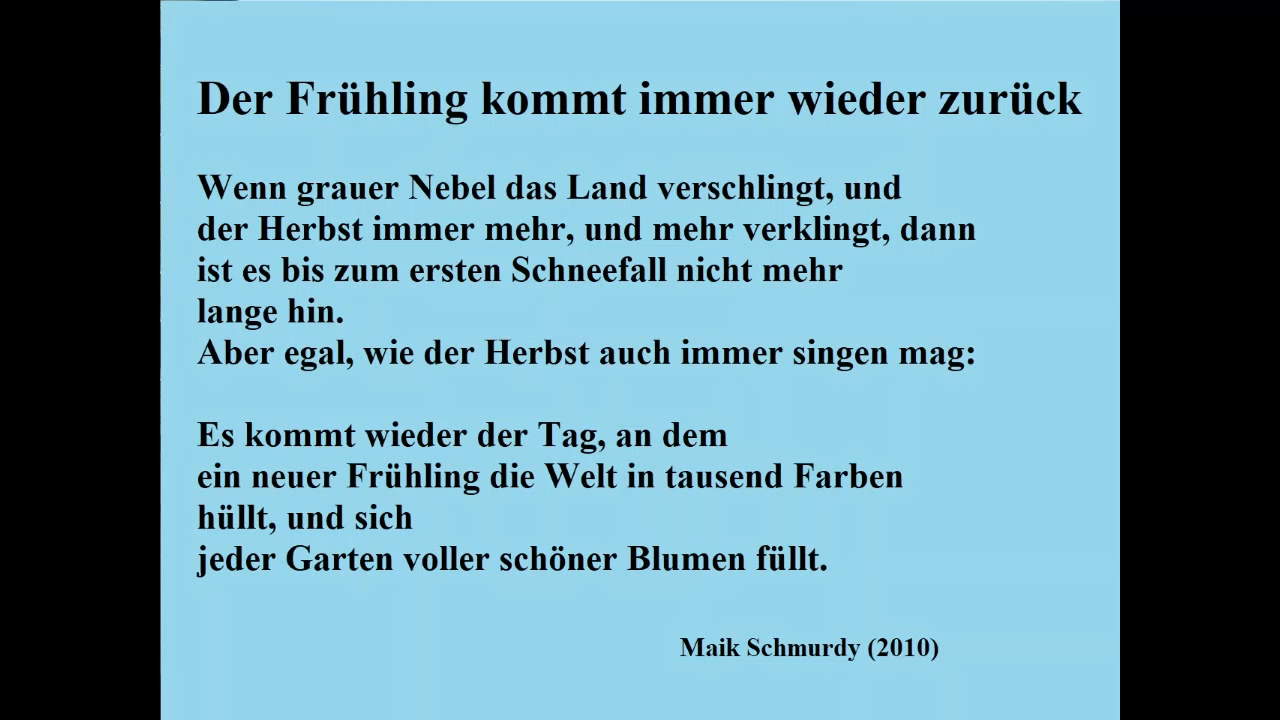 Der Frühling kommt immer wieder zurück
Wenn grauer Nebel das Land verschlingt, und
der Herbst immer mehr, und mehr verklingt, dann
ist es bis zum ersten Schneefall nicht mehr
lange hin.
Aber egal, wie der Herbst auch immer singen mag:
Es kommt wieder der Tag, an dem
ein neuer Frühling die Welt in tausend Farben
hüllt, und sich
jeder Garten voller schöner Blumen füllt.
Maik Schmurdy (2010)